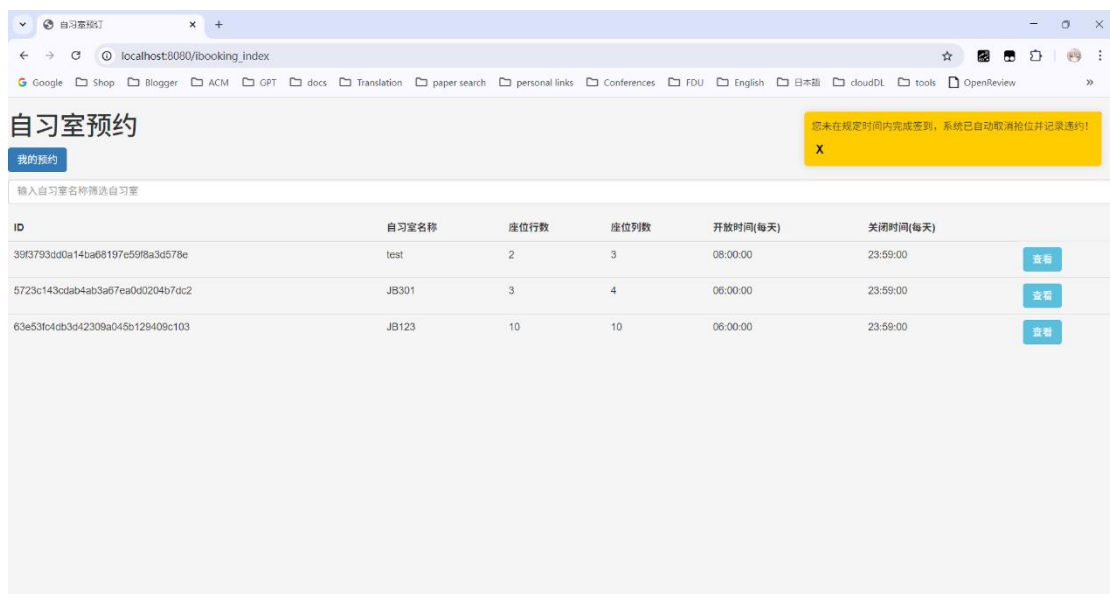 自习室预订
localhost:8080/ibooking_index
Google Shop Blogger ACM GPT docs Translation paper search personal links Conferences FDU English 日本語 cloudDL tools OpenReview
自习室预约
您未在规定时间内完成签到，系统已自动取消抢位并记录违约！
X
我的预约
输入自习室名称筛选自习室
ID 自习室名称 座位行数 座位列数 开放时间(每天) 关闭时间(每天)
39f3793dd0a14ba68197e59f8a3d578e test 2 3 08:00:00 23:59:00 查看
5723c143cdab4ab3a67ea0d0204b7dc2 JB301 3 4 06:00:00 23:59:00 查看
63e53fc4db3d42309a045b129409c103 JB123 10 10 06:00:00 23:59:00 查看